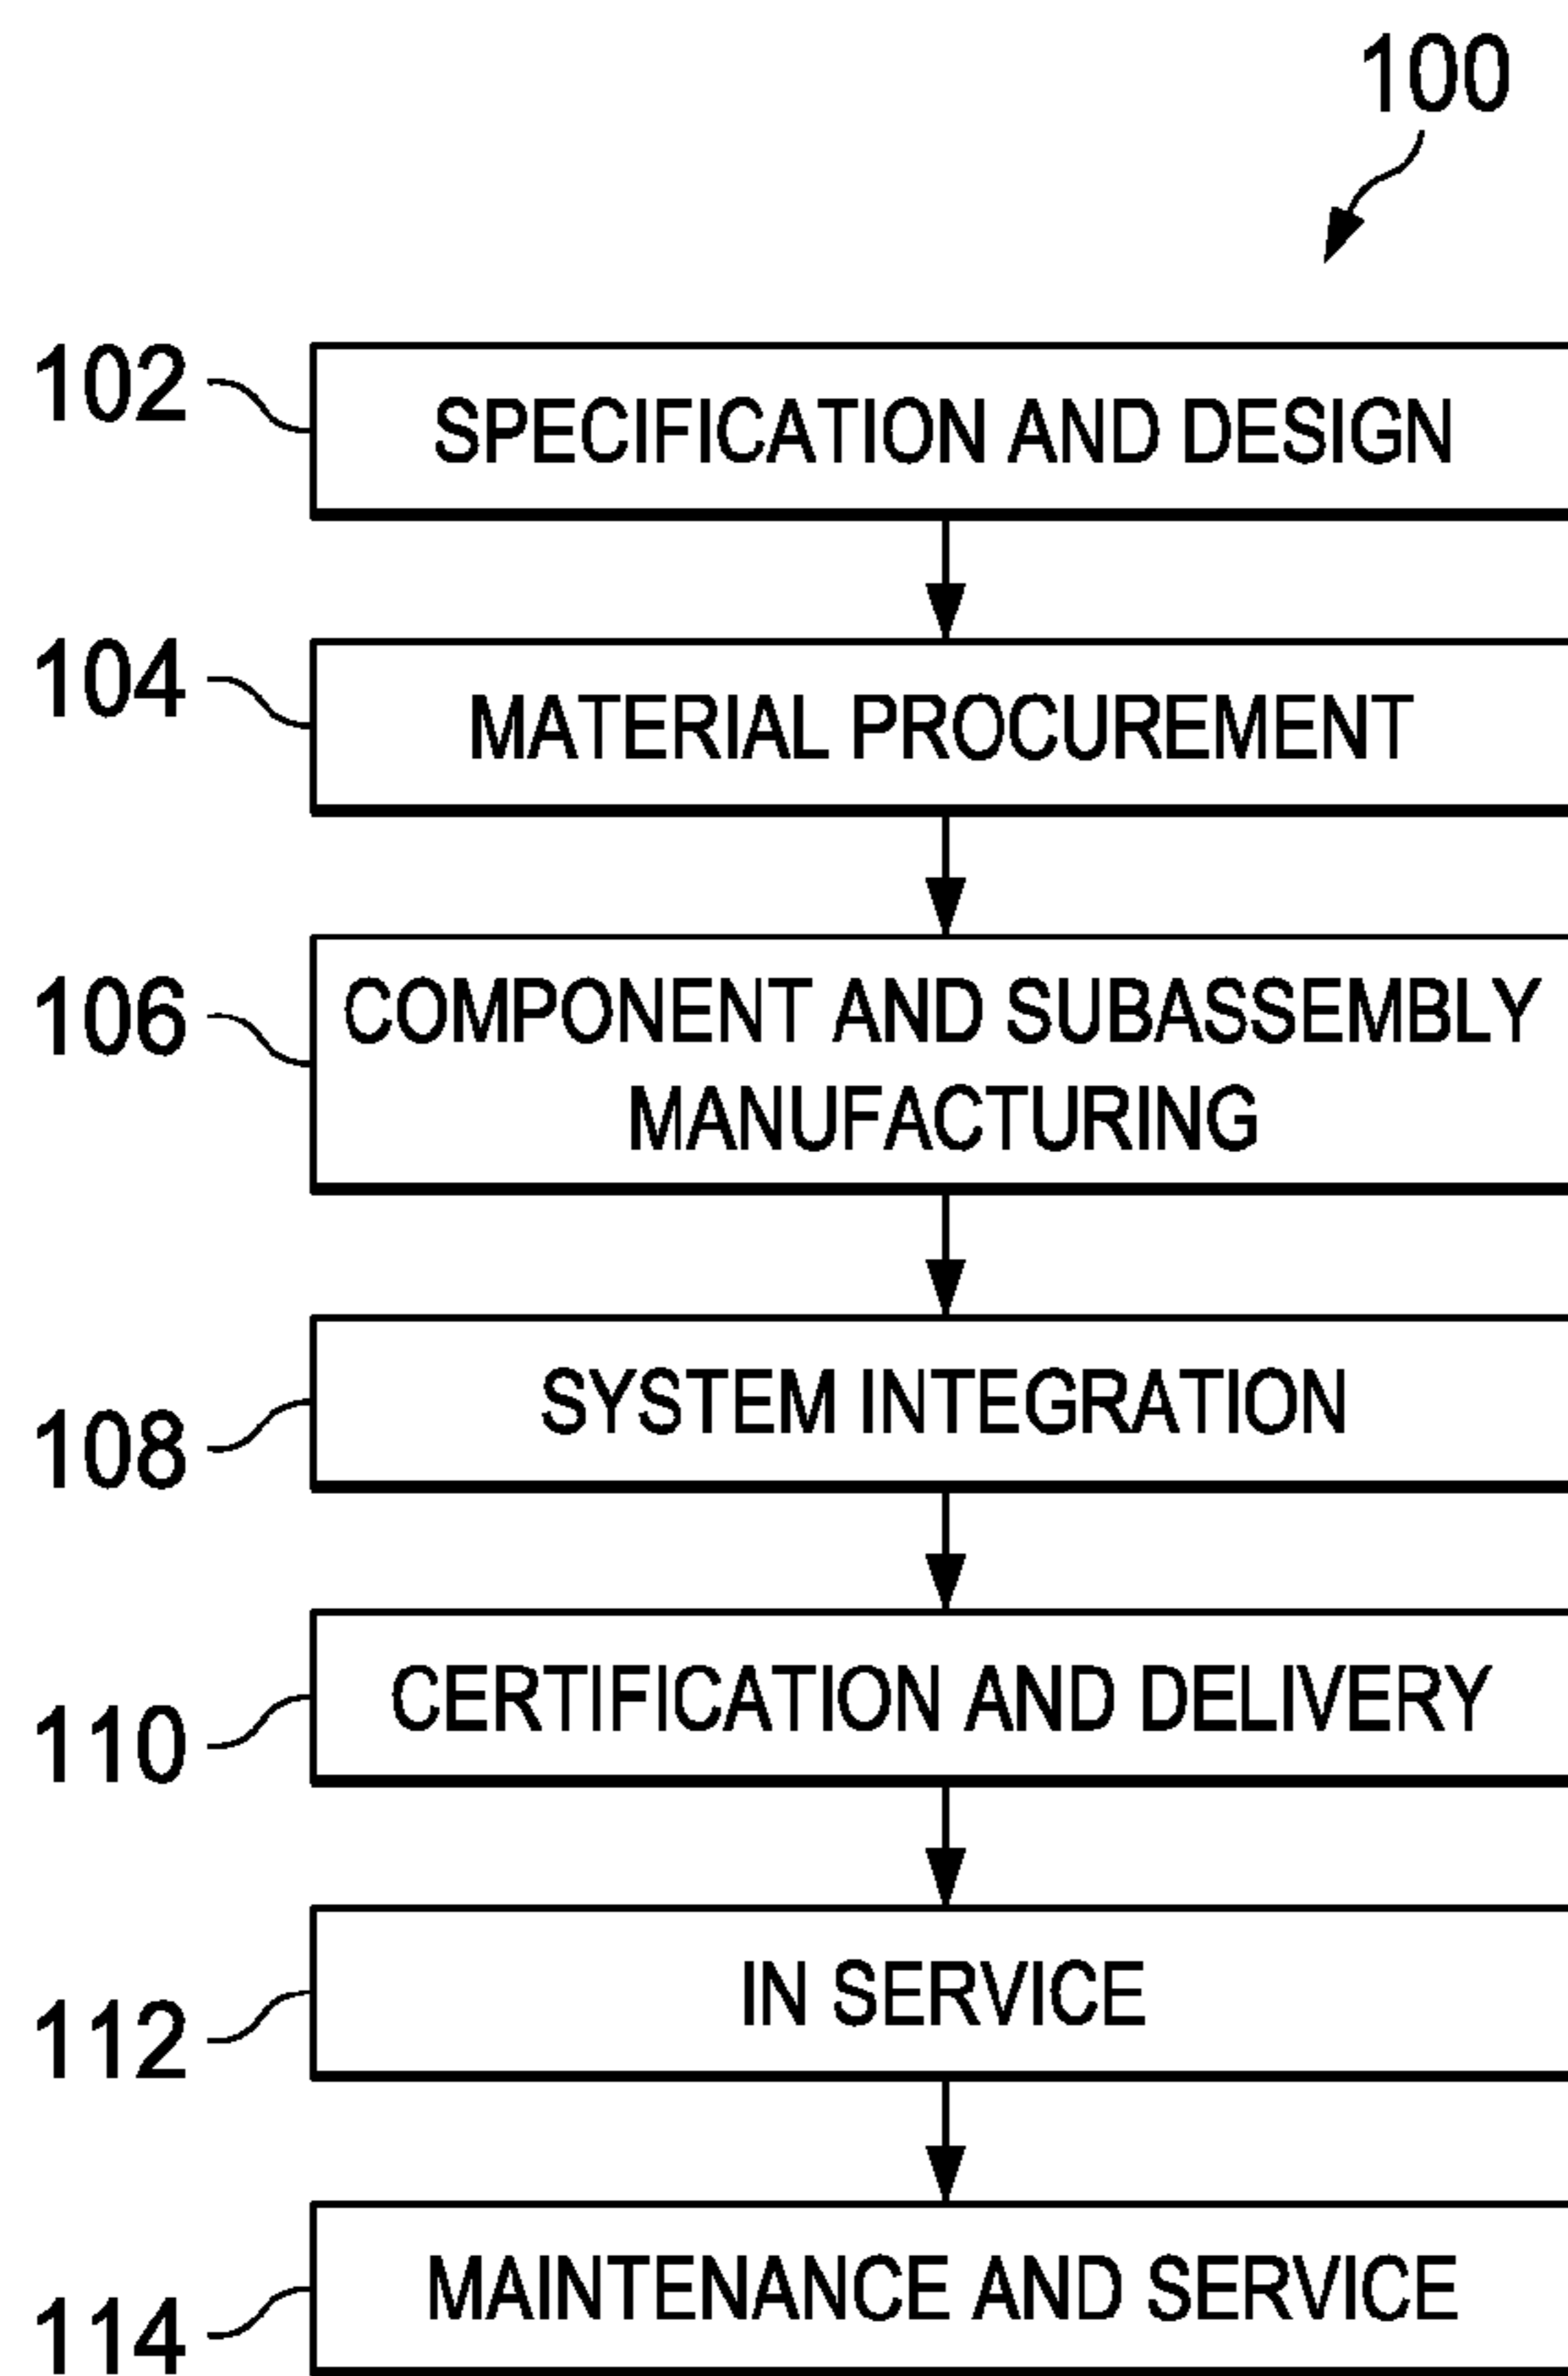 100
102
SPECIFICATION AND DESIGN
104
MATERIAL PROCUREMENT
106
COMPONENT AND SUBASSEMBLY
MANUFACTURING
108
SYSTEM INTEGRATION
110
CERTIFICATION AND DELIVERY
112
IN SERVICE
114
MAINTENANCE AND SERVICE